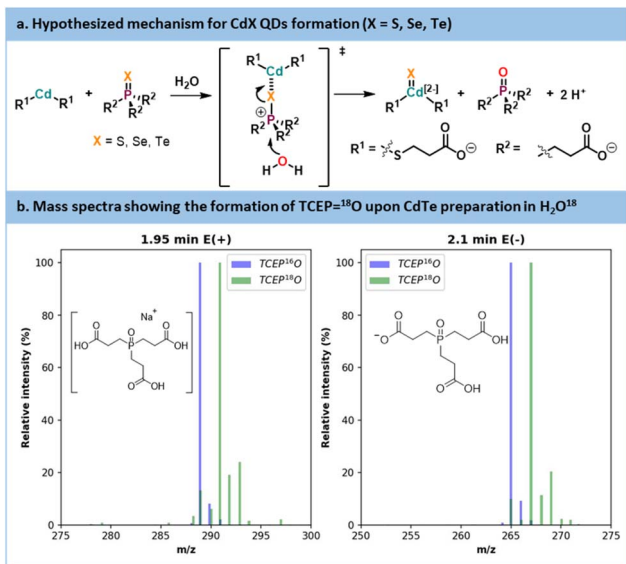 a. Hypothesized mechanism for CdX QDs formation (X = S, Se, Te)
R¹ Cd R¹ + X P R² R² R² H₂O R¹ R¹ Cd X P ⊕ R² R² R² O H H ‡ X Cd [2-] R¹ R¹ + O P R² R² R² + 2 H⁺
X = S, Se, Te
R¹ = S O O⊖ R² = O O⊖
b. Mass spectra showing the formation of TCEP=¹⁸O upon CdTe preparation in H₂O¹⁸
1.95 min E(+)
Relative intensity (%)
100
80
60
40
20
0
TCEP¹⁶O
TCEP¹⁸O
Na⁺
O O O
HO P OH
O OH
275 280 285 290 295 300
m/z
2.1 min E(-)
Relative intensity (%)
100
80
60
40
20
0
TCEP¹⁶O
TCEP¹⁸O
O O O
⁻O P OH
O OH
250 255 260 265 270 275
m/z